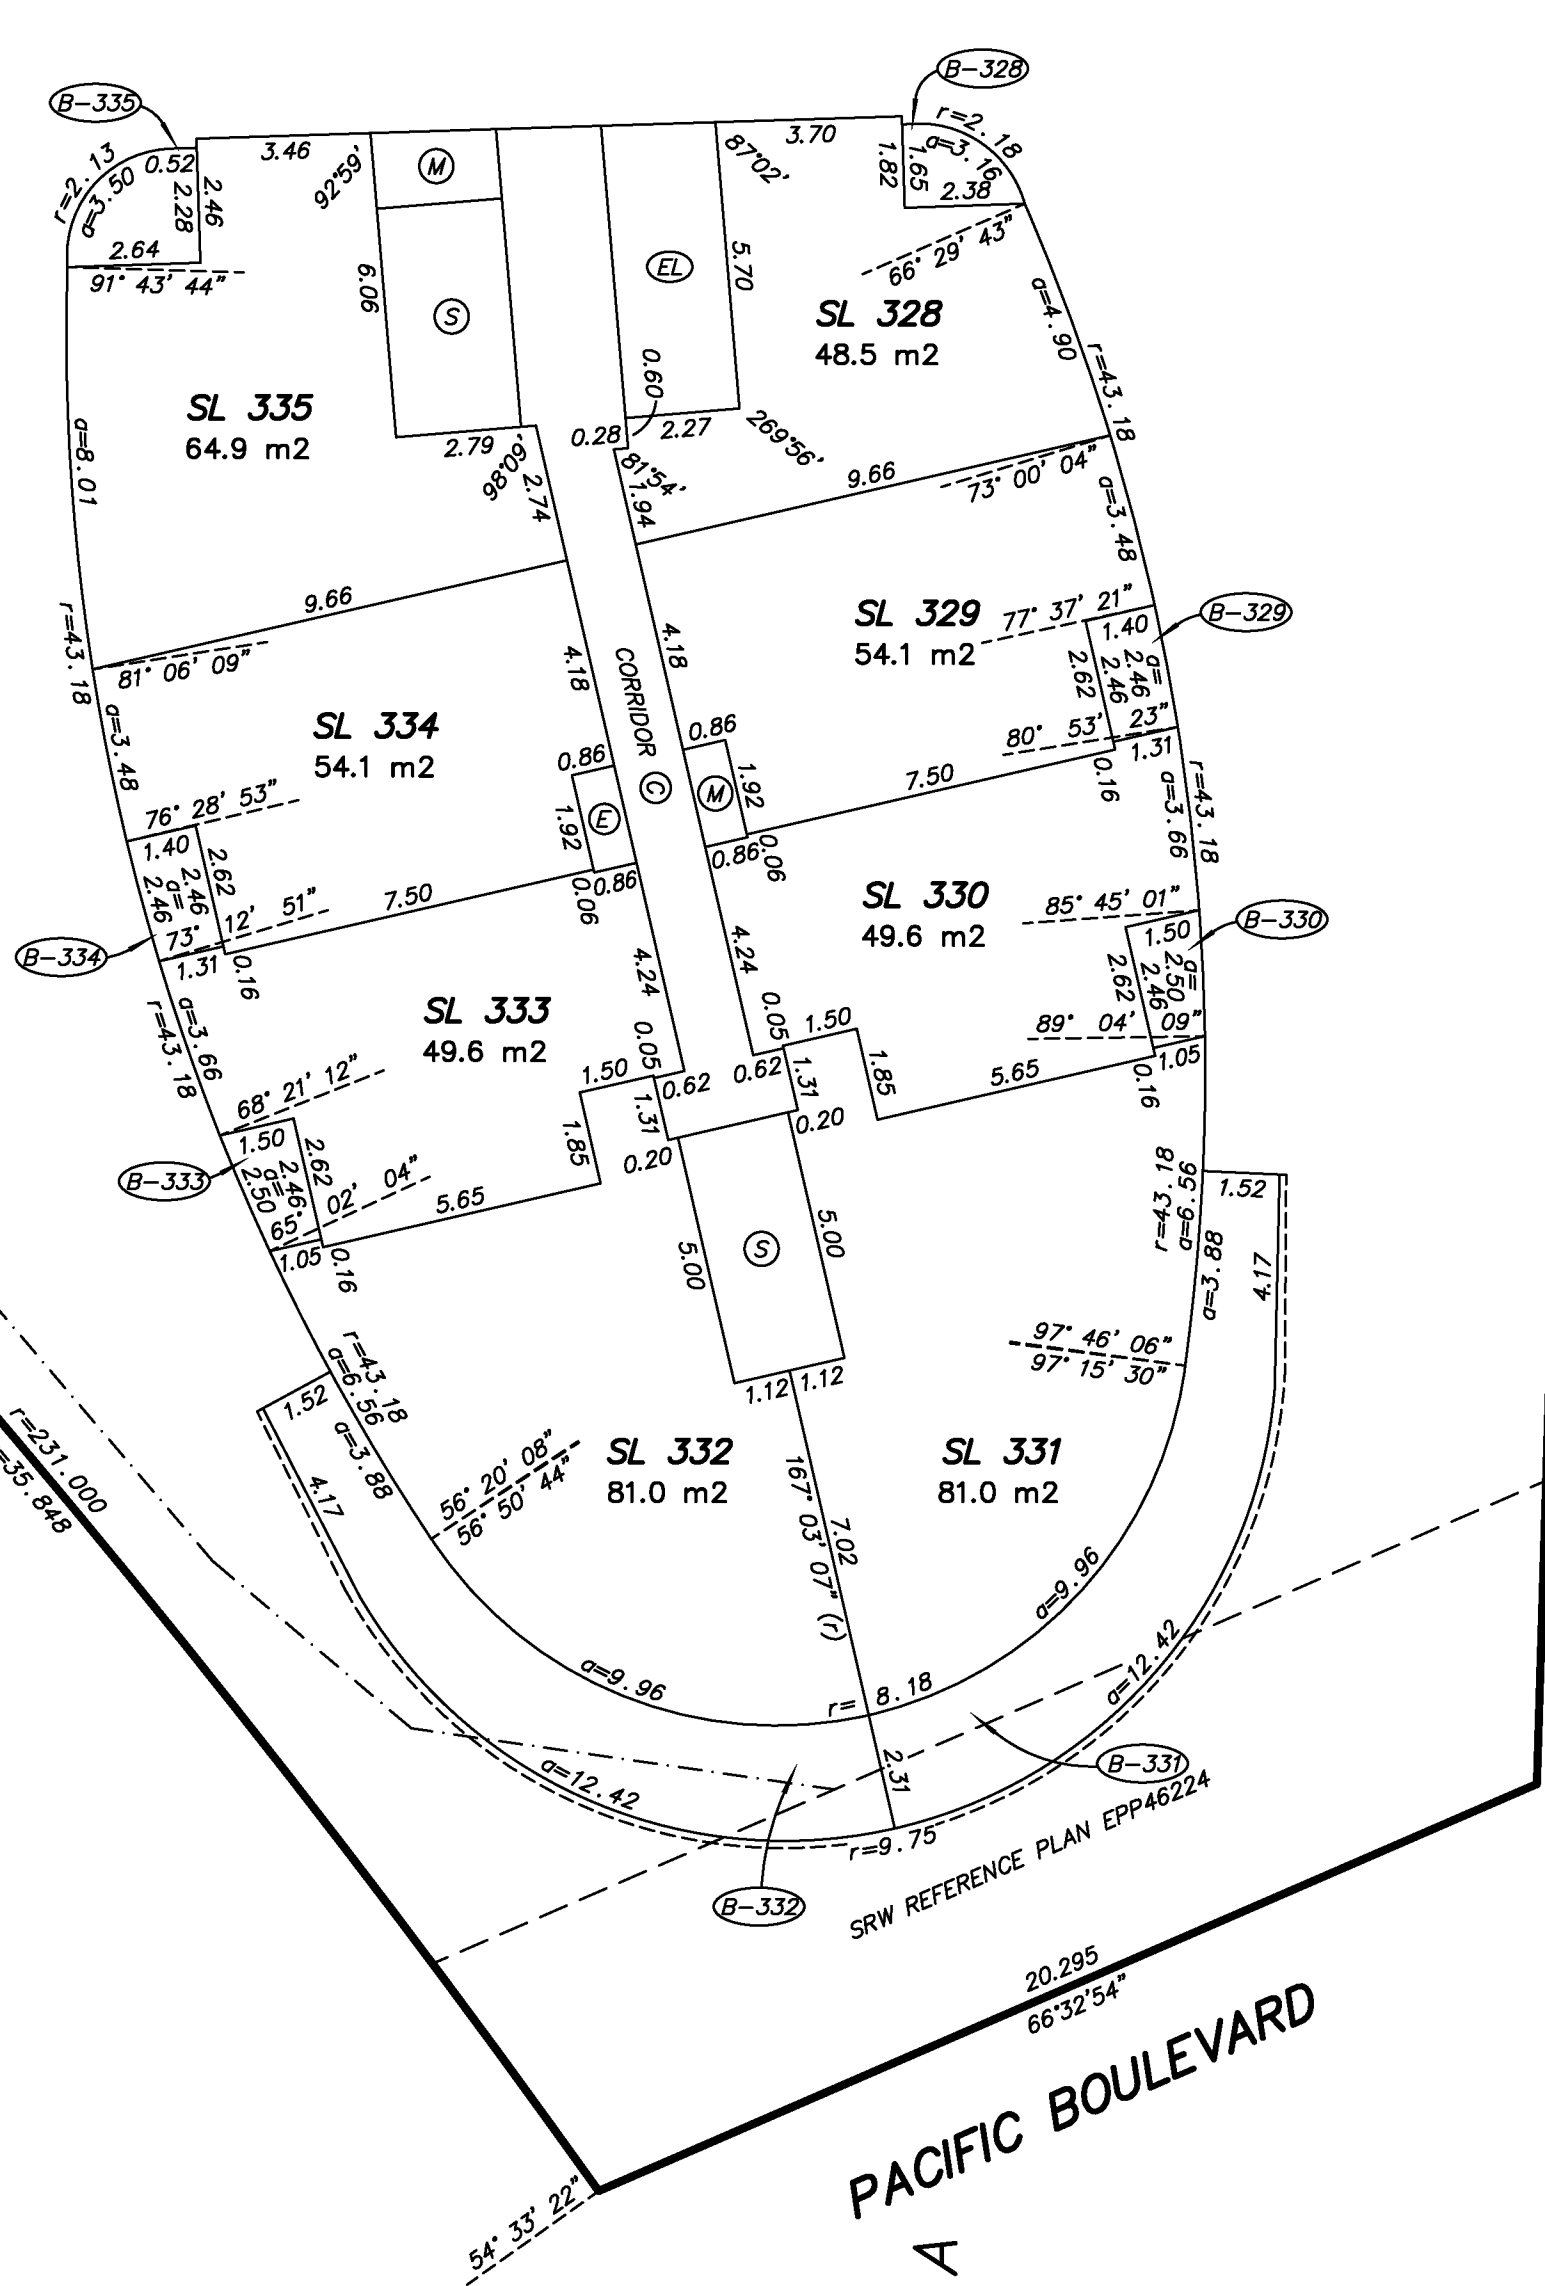 B-335
B-328
r=2.13
a=3.50
0.52
2.28
2.46
2.64
91° 43' 44"
3.46
92°59'
M
3.70
87°02'
1.82
1.65
r=2.18
a=3.16
2.38
66° 29' 43"
6.06
S
EL
5.70
SL 328
48.5 m2
a=4.90
r=43.18
SL 335
64.9 m2
a=8.01
2.79
98°09'
2.74
0.60
0.28
2.27
269°56'
81°54'
1.94
9.66
73° 00' 04"
a=3.48
9.66
r=43.18
81° 06' 09"
4.18
4.18
CORRIDOR
C
SL 329
54.1 m2
77° 37' 21"
B-329
1.40
2.62
2.46
a=
2.46
80° 53' 23"
1.31
0.16
SL 334
54.1 m2
a=3.48
0.86
1.92
E
0.86
M
1.92
7.50
76° 28' 53"
1.40
2.62
2.46
a=
2.46
73° 12' 51"
7.50
0.06
0.86
0.86
0.06
r=43.18
a=3.66
SL 330
49.6 m2
85° 45' 01"
B-330
1.50
2.62
2.46
a=
2.50
89° 04' 09"
1.05
0.16
B-334
1.31
0.16
4.24
4.24
SL 333
49.6 m2
a=3.66
r=43.18
0.05
0.05
1.50
1.50
0.62
0.62
1.31
1.31
1.85
1.85
5.65
0.20
0.20
68° 21' 12"
B-333
1.50
2.62
2.46
a=
2.50
65° 02' 04"
5.65
1.05
0.16
r=43.18
a=6.56
1.52
a=3.88
4.17
5.00
S
5.00
97° 46' 06"
97° 15' 30"
r=43.18
a=6.56
1.52
a=3.88
4.17
1.12
1.12
SL 332
81.0 m2
SL 331
81.0 m2
56° 20' 08"
56° 50' 44"
r=231.000
=35.848
167° 03' 07" (r)
7.02
a=9.96
a=9.96
r= 8.18
a=12.42
a=12.42
2.31
r=9.75
B-331
B-332
SRW REFERENCE PLAN EPP46224
20.295
66°32'54"
PACIFIC BOULEVARD
54° 33' 22"
A